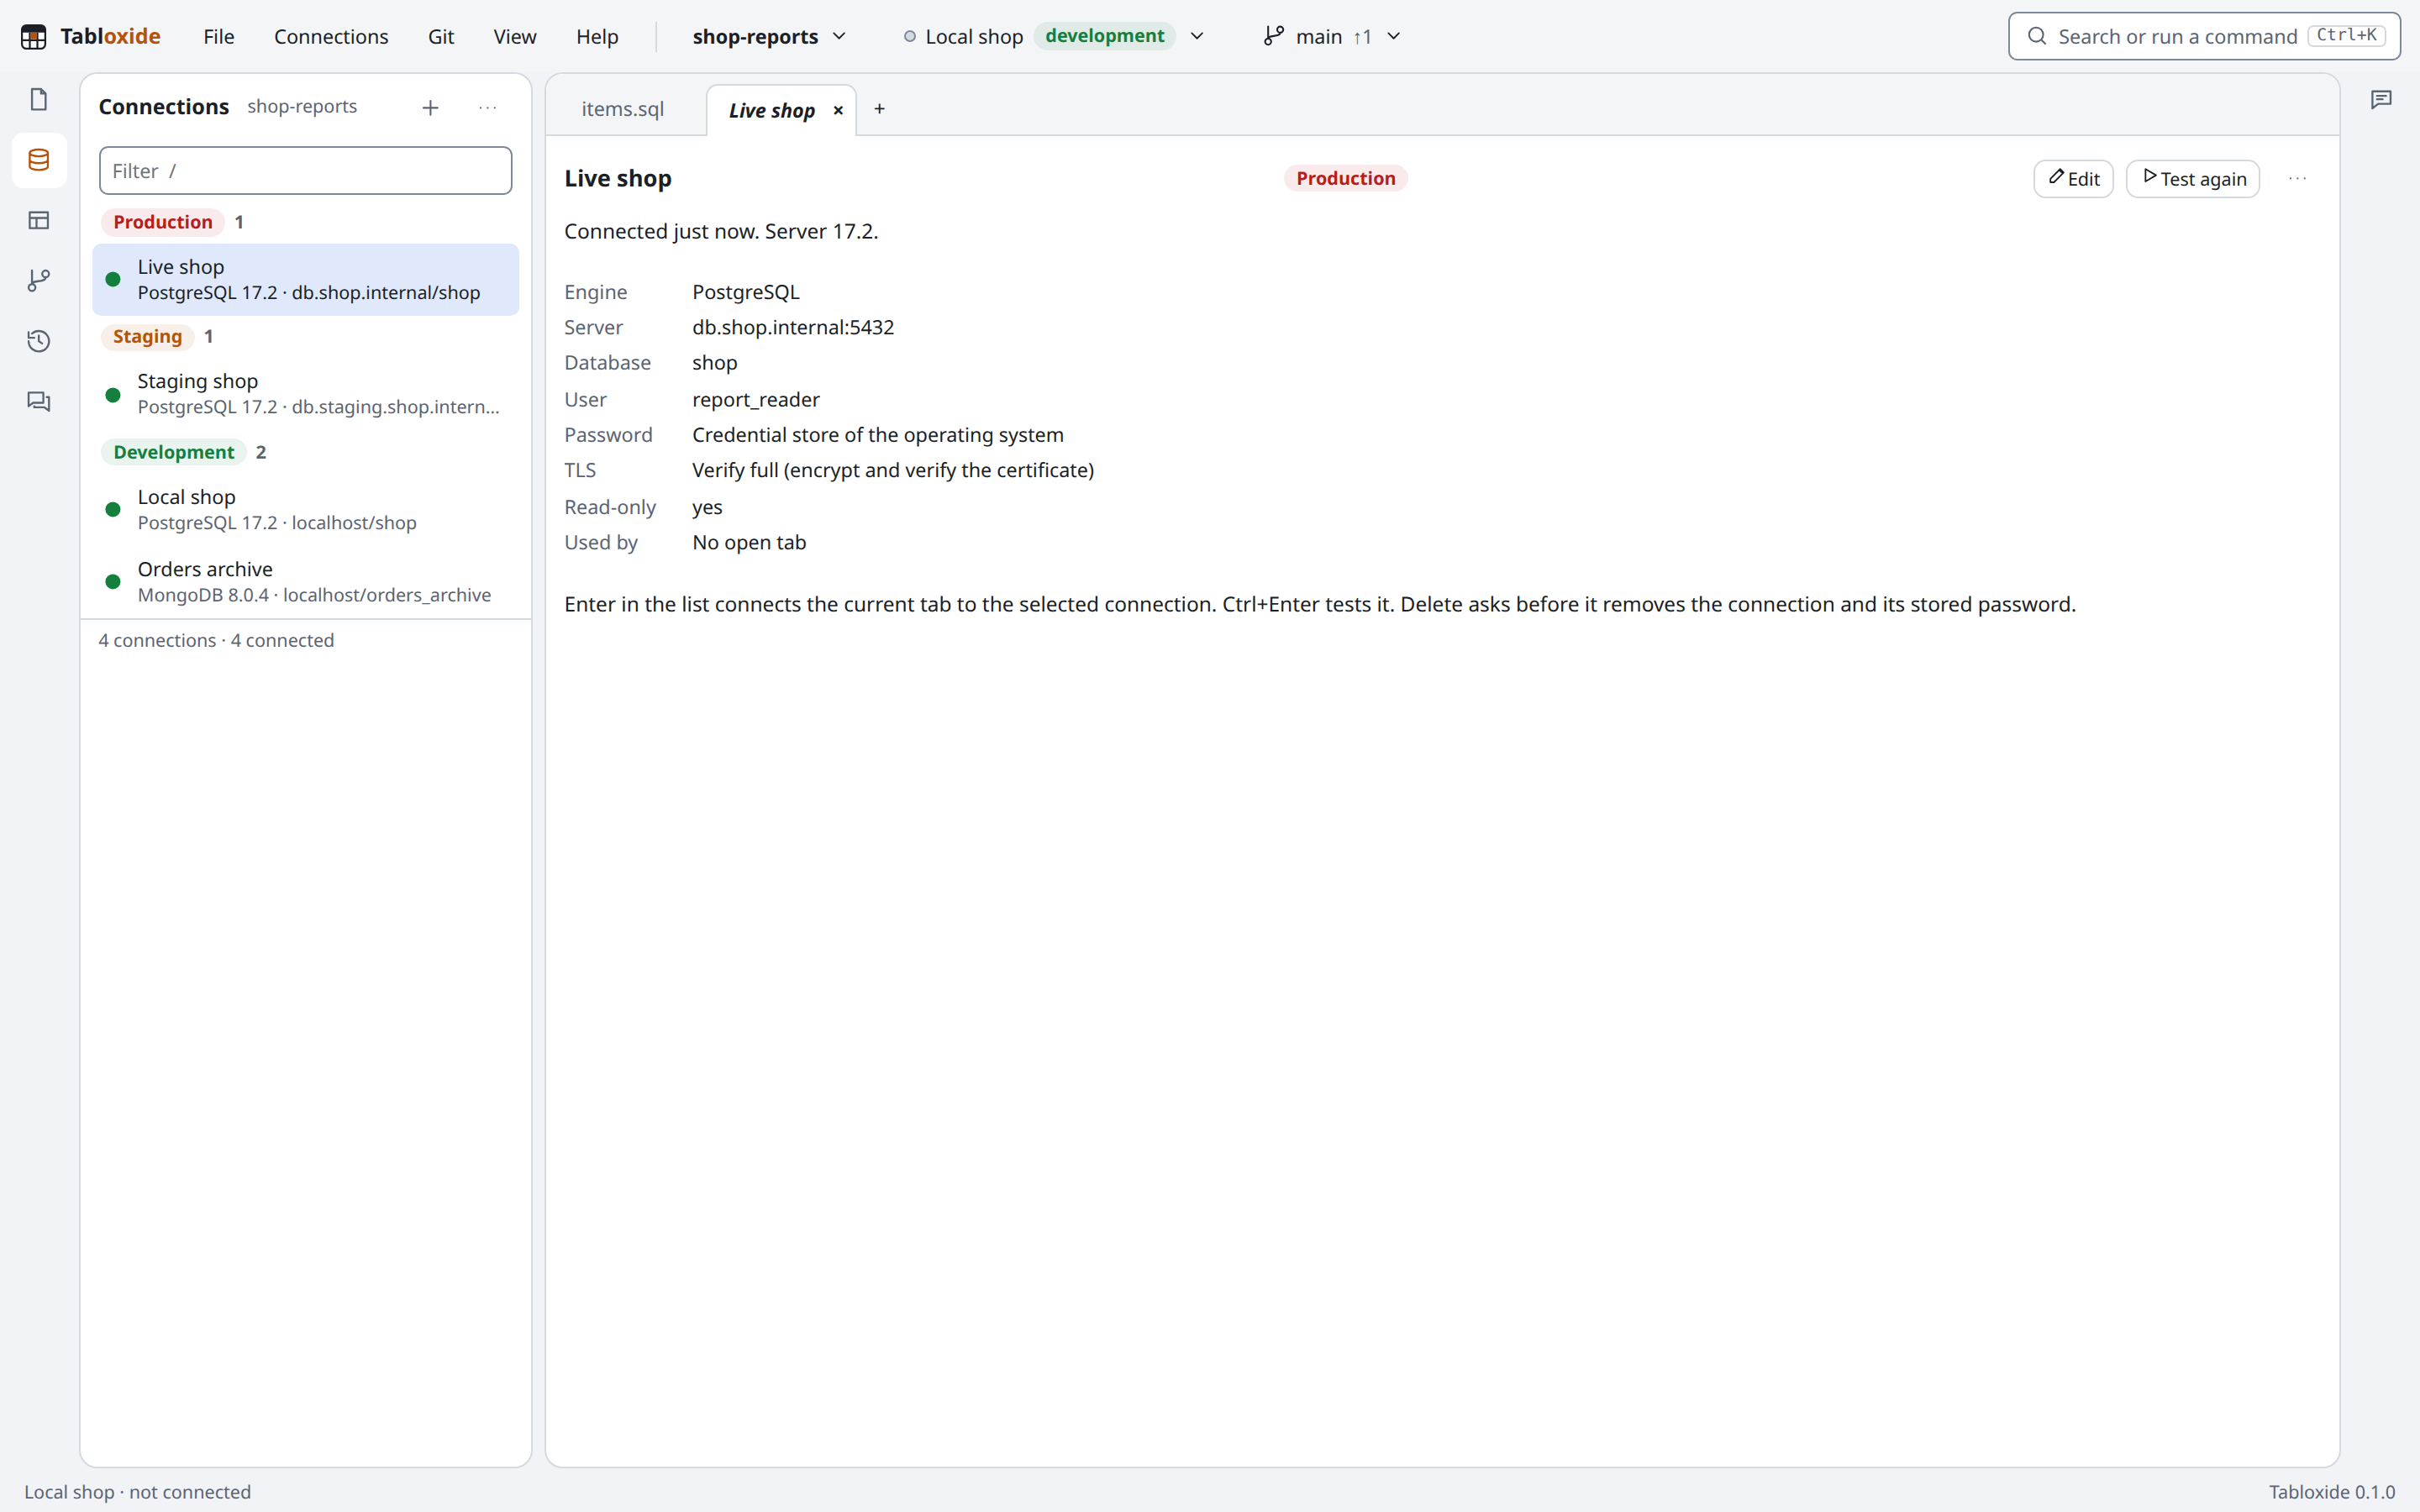 Tabloxide File Connections Git View Help shop-reports Local shop development main ↑1 Search or run a command Ctrl+K
Connections shop-reports + ···
Filter /
Production 1
Live shop
PostgreSQL 17.2 · db.shop.internal/shop
Staging 1
Staging shop
PostgreSQL 17.2 · db.staging.shop.intern...
Development 2
Local shop
PostgreSQL 17.2 · localhost/shop
Orders archive
MongoDB 8.0.4 · localhost/orders_archive
4 connections · 4 connected
items.sql Live shop × +
Live shop Production Edit Test again ···
Connected just now. Server 17.2.
Engine PostgreSQL
Server db.shop.internal:5432
Database shop
User report_reader
Password Credential store of the operating system
TLS Verify full (encrypt and verify the certificate)
Read-only yes
Used by No open tab
Enter in the list connects the current tab to the selected connection. Ctrl+Enter tests it. Delete asks before it removes the connection and its stored password.
Local shop · not connected Tabloxide 0.1.0